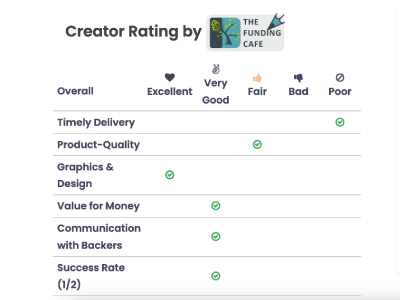 Creator Rating by THE
FUNDING
CAFE
Overall Excellent Very Good Fair Bad Poor
Timely Delivery
Product-Quality
Graphics &
Design
Value for Money
Communication
with Backers
Success Rate
(1/2)